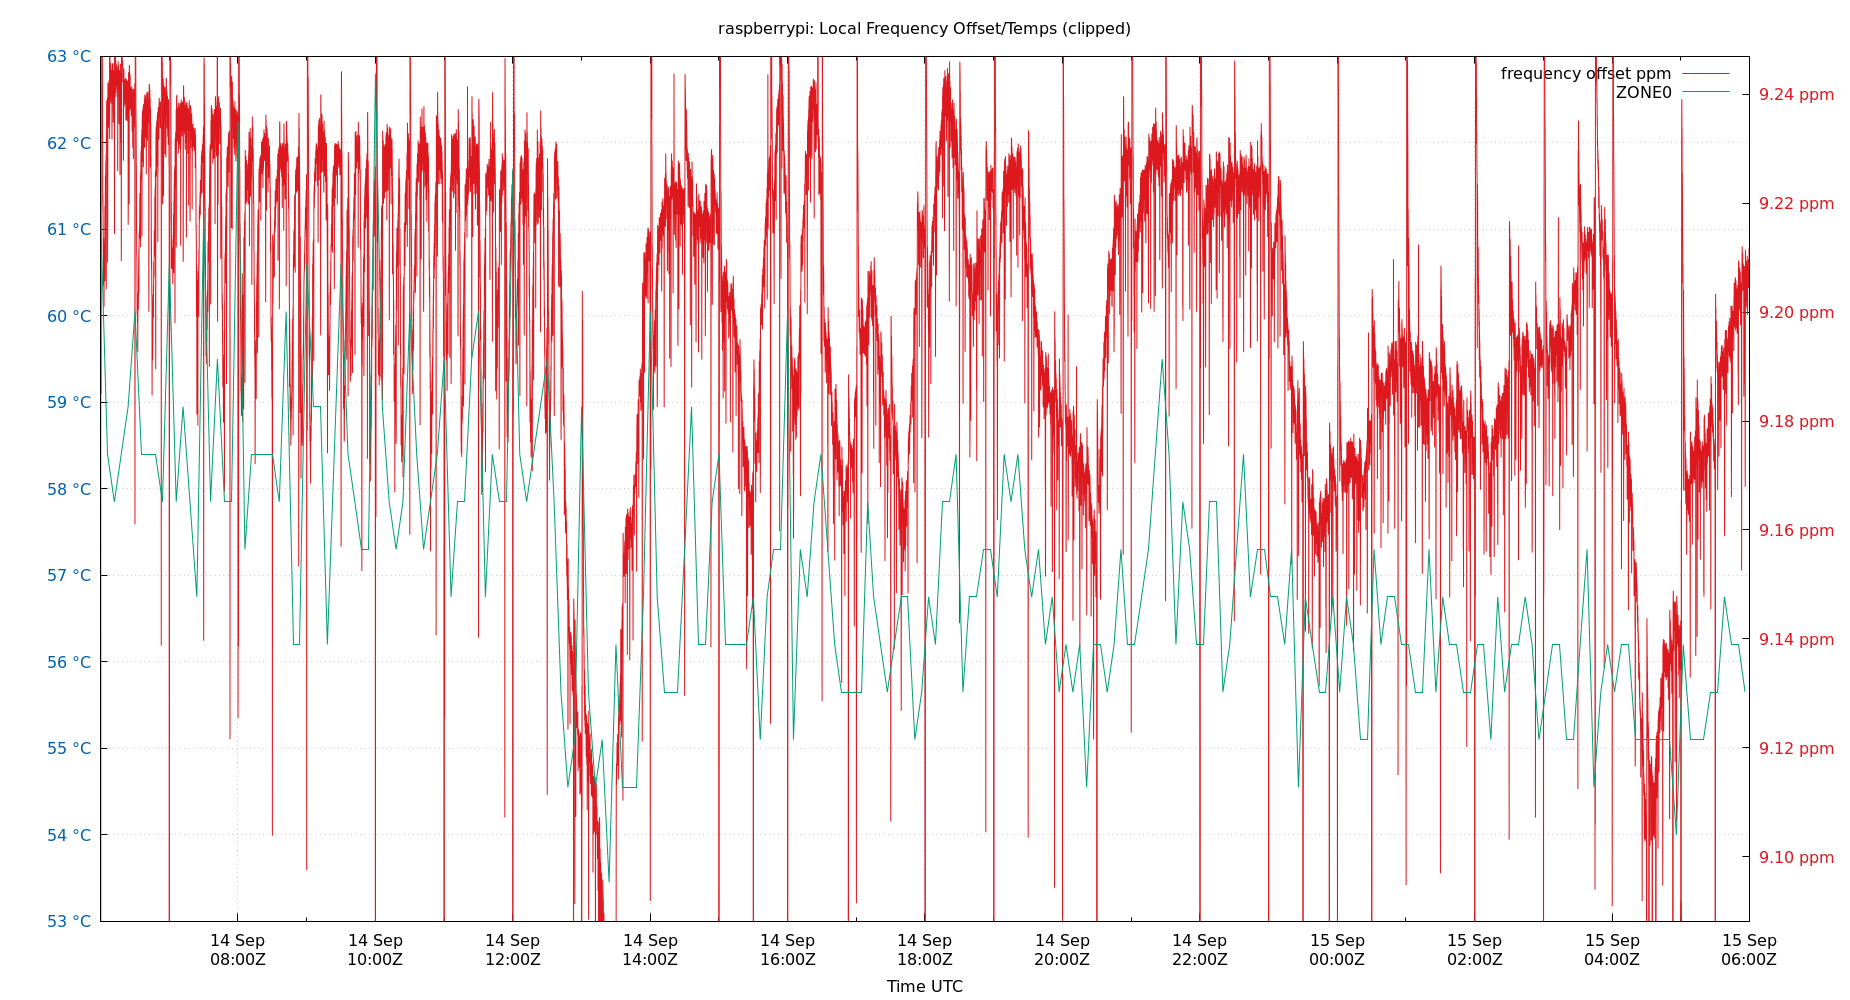 raspberrypi: Local Frequency Offset/Temps (clipped)
frequency offset ppm
ZONE0
63 °C
62 °C
61 °C
60 °C
59 °C
58 °C
57 °C
56 °C
55 °C
54 °C
53 °C
9.24 ppm
9.22 ppm
9.20 ppm
9.18 ppm
9.16 ppm
9.14 ppm
9.12 ppm
9.10 ppm
14 Sep 14 Sep 14 Sep 14 Sep 14 Sep 14 Sep 14 Sep 14 Sep 15 Sep 15 Sep 15 Sep 15 Sep
08:00Z 10:00Z 12:00Z 14:00Z 16:00Z 18:00Z 20:00Z 22:00Z 00:00Z 02:00Z 04:00Z 06:00Z
Time UTC